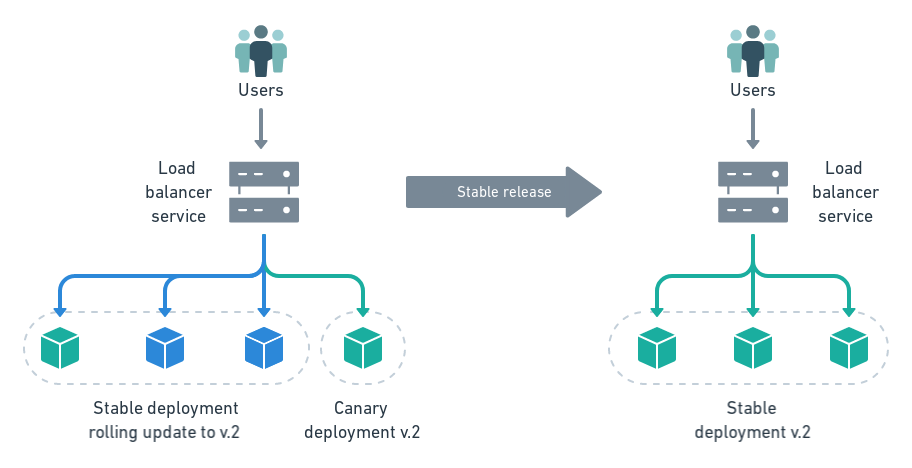 Users
Load
balancer
service
Stable deployment
rolling update to v.2
Canary
deployment v.2
Stable release
Users
Load
balancer
service
Stable
deployment v.2